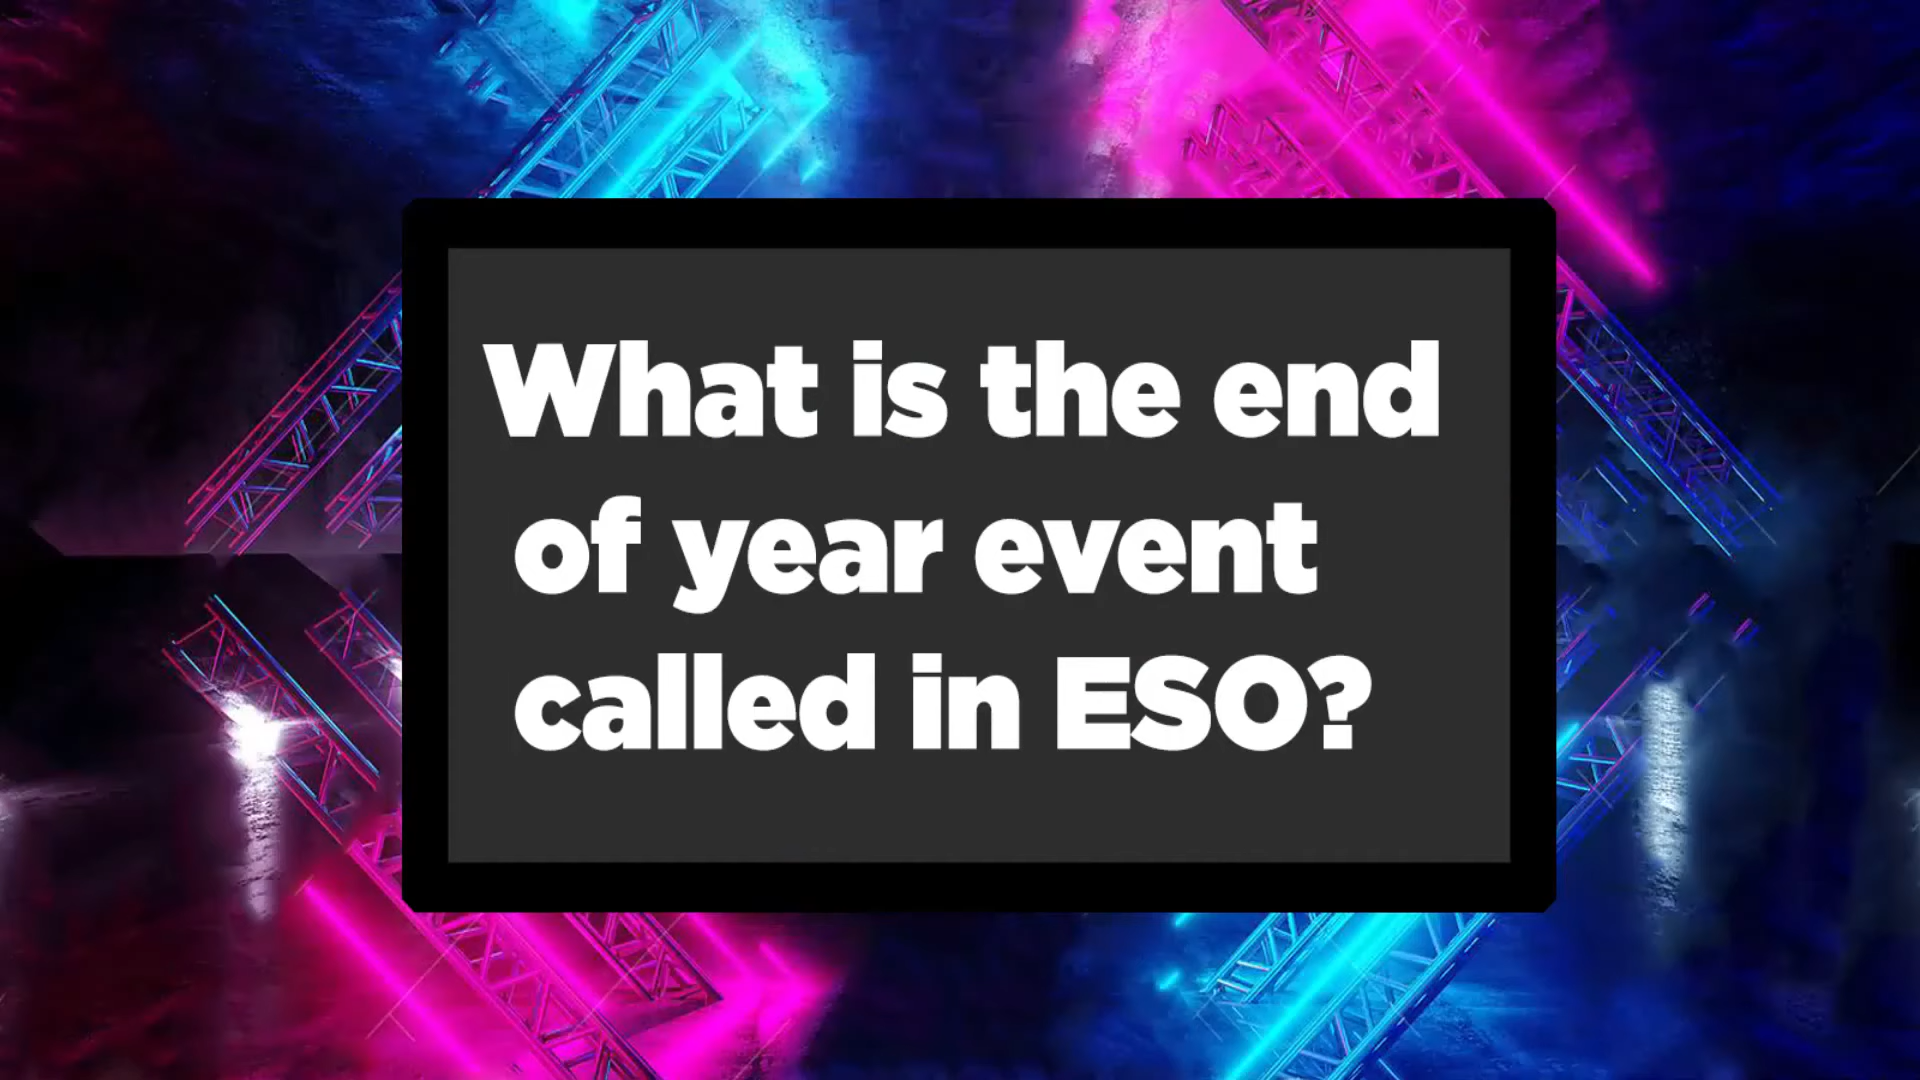 What is the end
of year event
called in ESO?